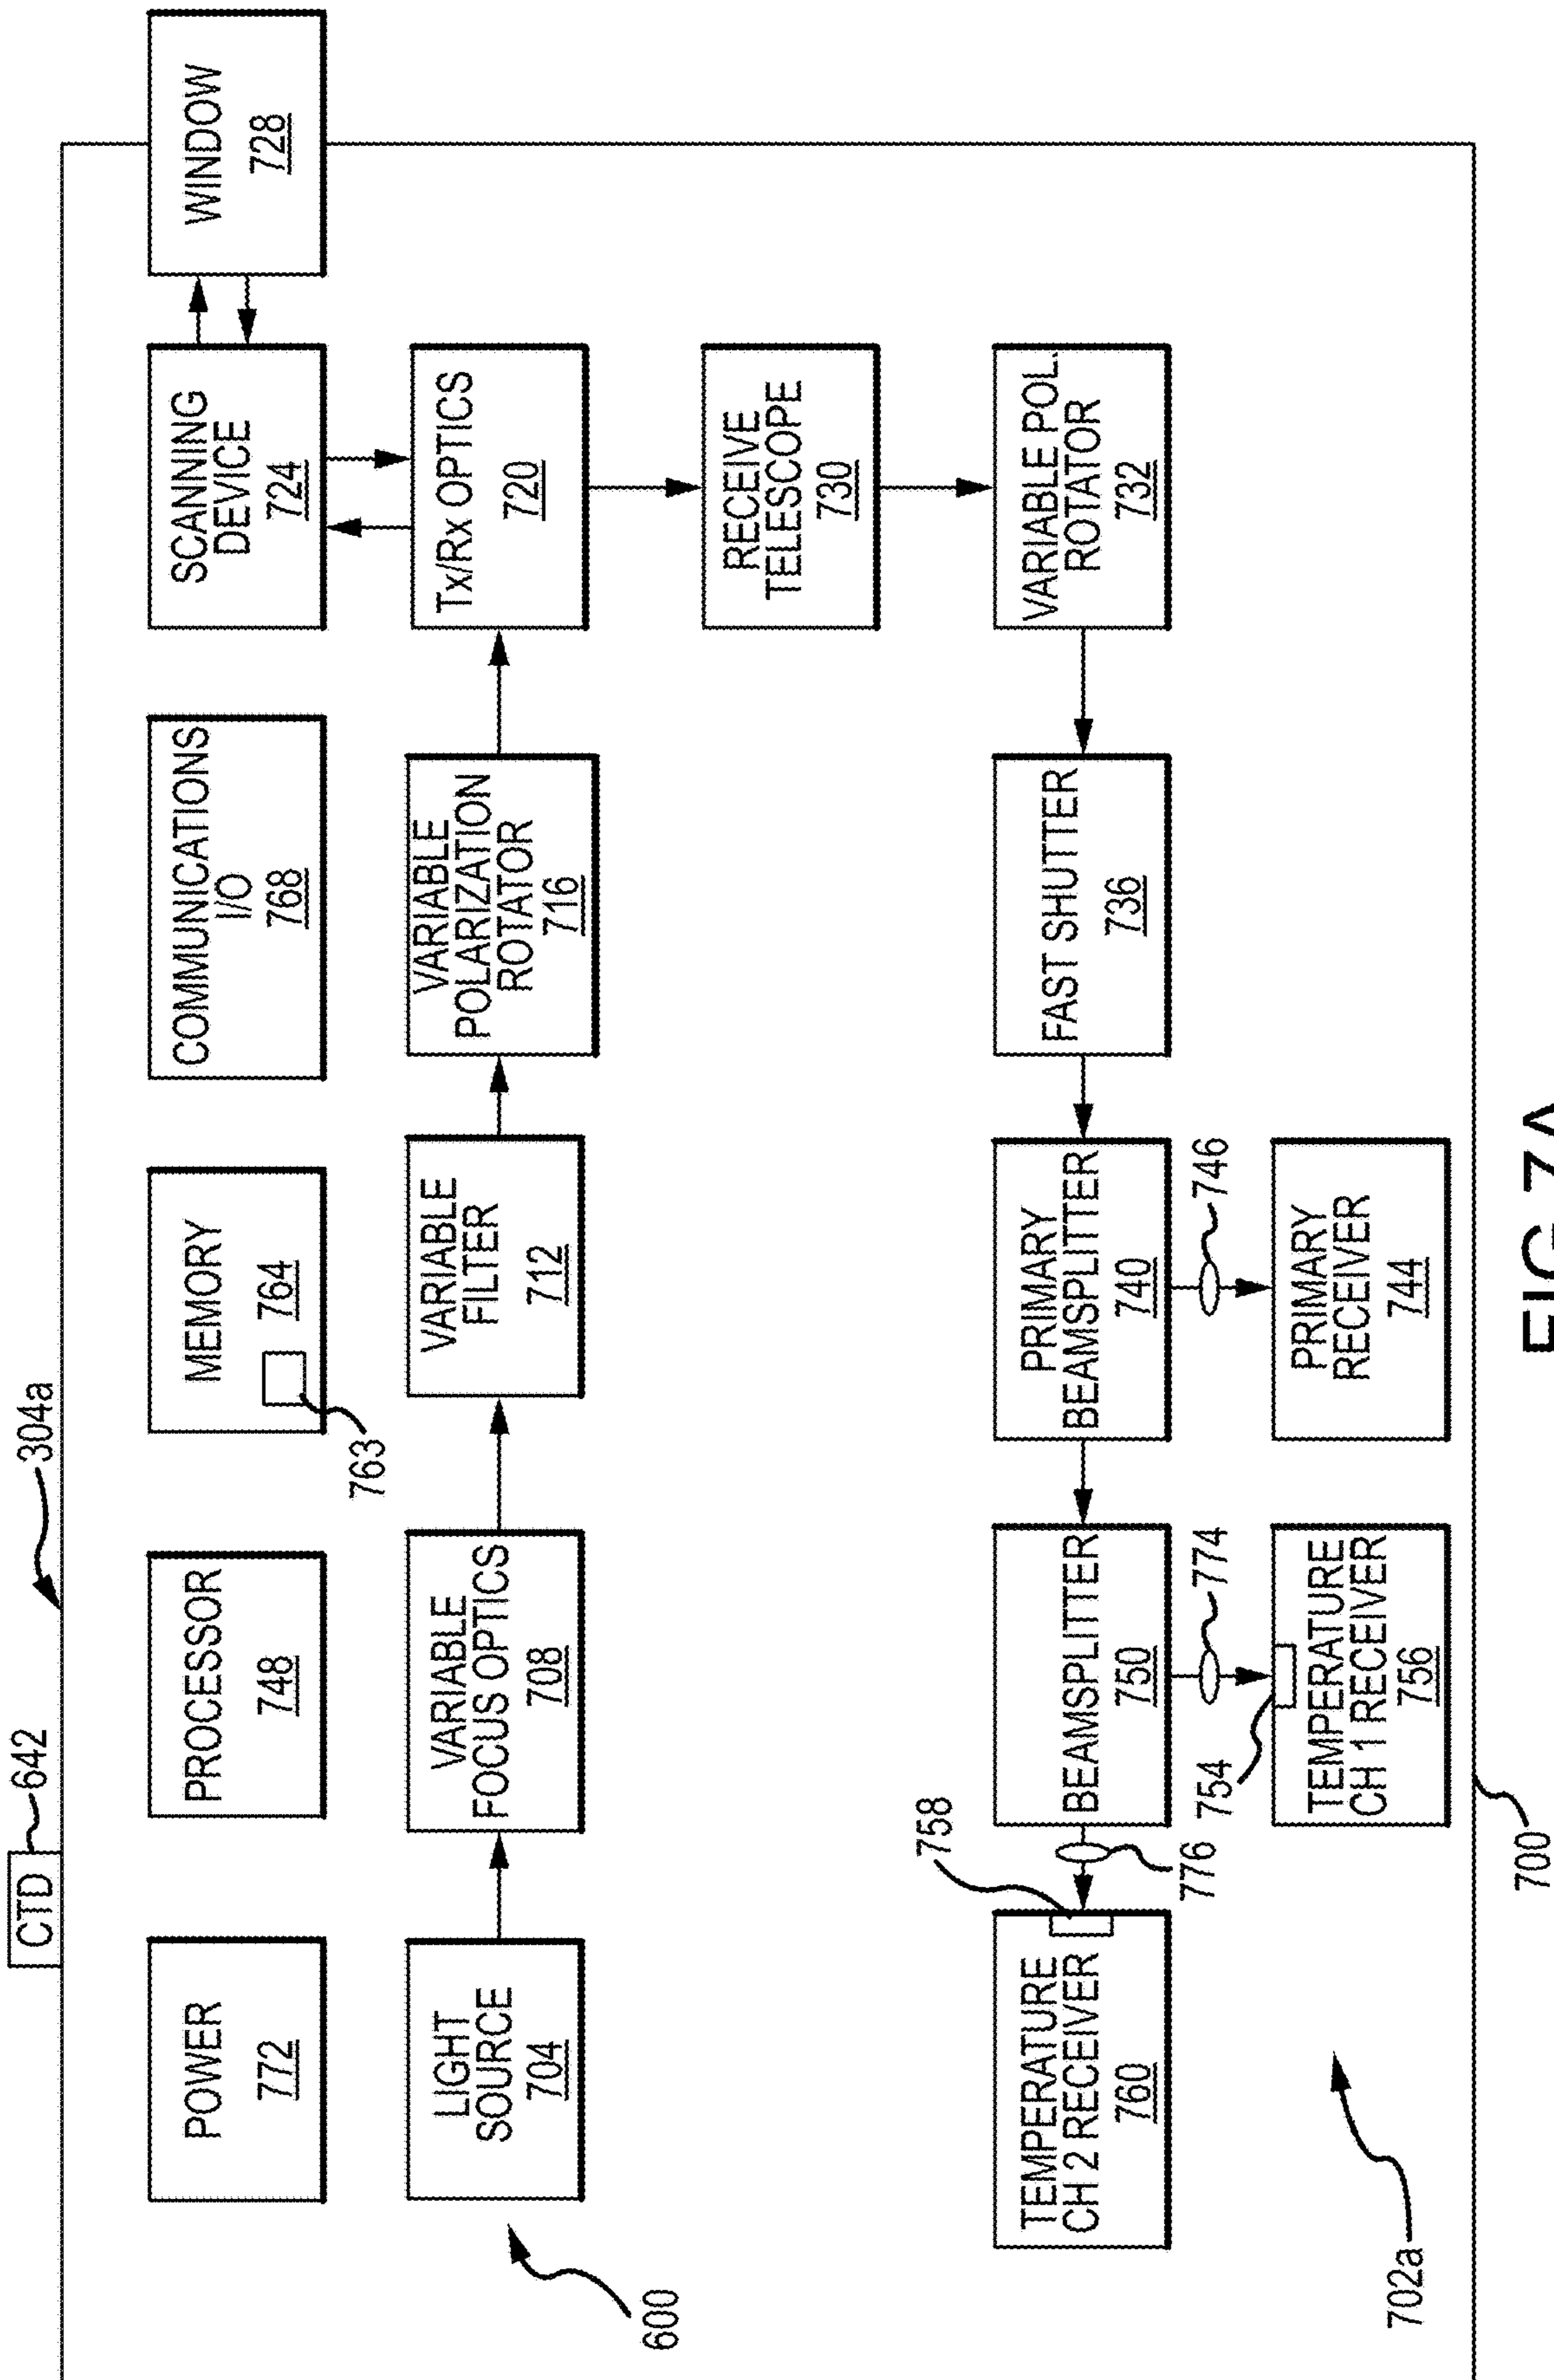 CTD
642
304a
POWER
772
PROCESSOR
748
MEMORY
764
763
COMMUNICATIONS
I/O
768
SCANNING
DEVICE
724
WINDOW
728
LIGHT
SOURCE
704
VARIABLE
FOCUS OPTICS
708
VARIABLE
FILTER
712
VARIABLE
POLARIZATION
ROTATOR
716
Tx/Rx OPTICS
720
600
RECEIVE
TELESCOPE
730
TEMPERATURE
CH 2 RECEIVER
760
758
776
BEAMSPLITTER
750
PRIMARY
BEAMSPLITTER
740
FAST SHUTTER
736
VARIABLE POL.
ROTATOR
732
774
746
754
TEMPERATURE
CH 1 RECEIVER
756
PRIMARY
RECEIVER
744
702a
700
FIG.7A